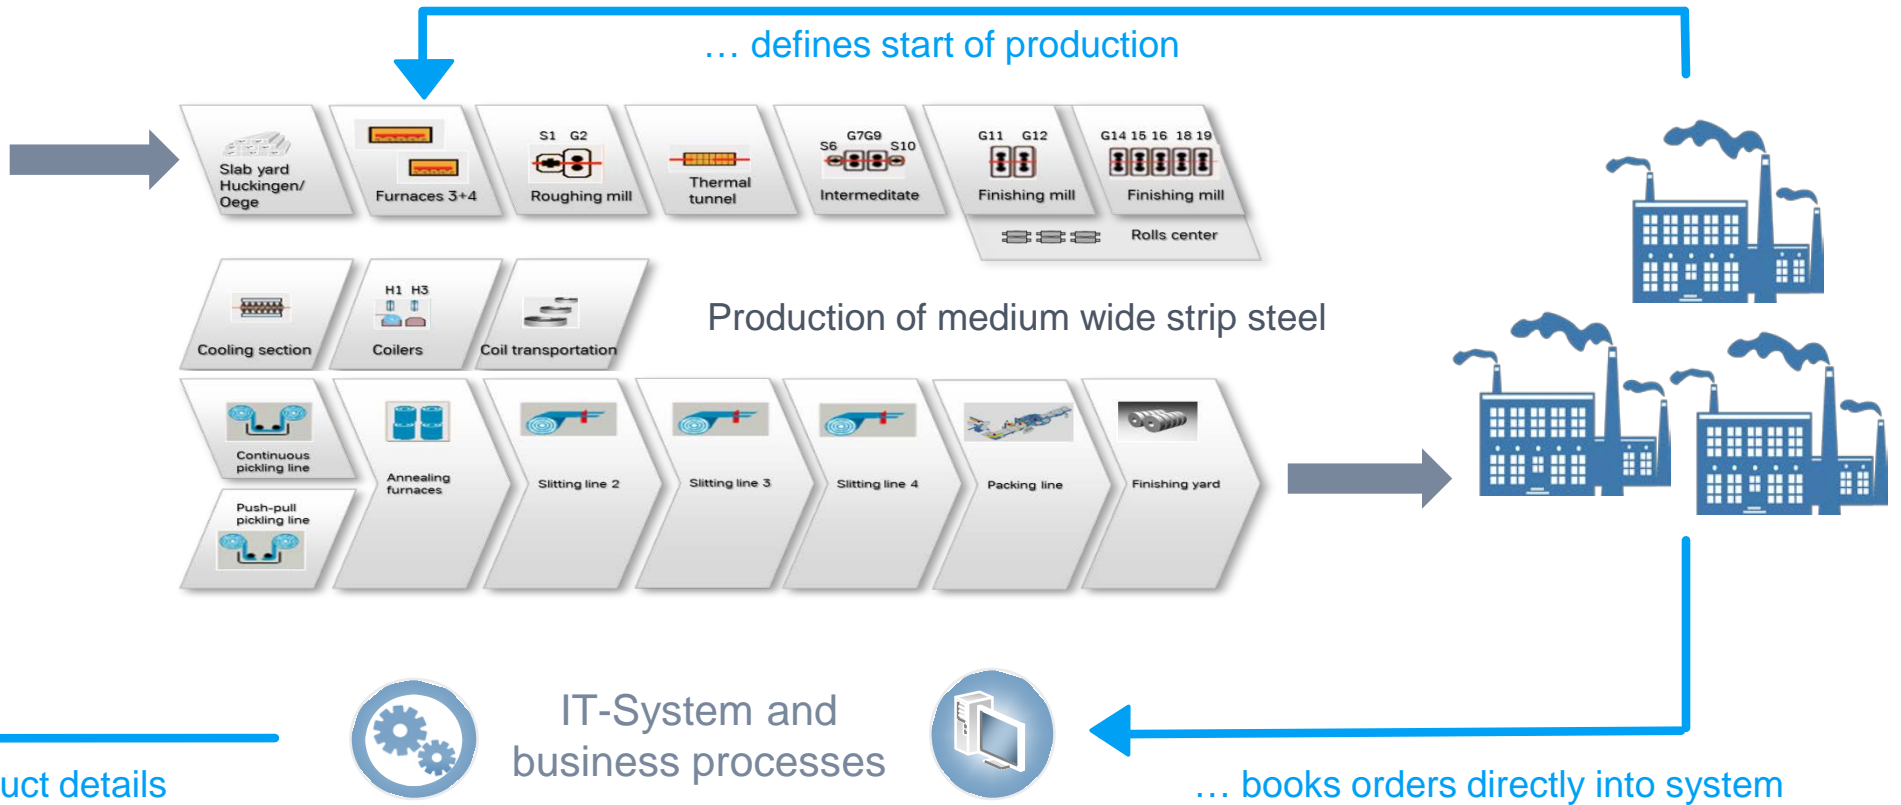 … defines start of production
Slab yard
Huckingen/
Oege
Furnaces 3+4
S1 G2
Roughing mill
Thermal
tunnel
G7G9
S6 S10
Intermeditate
G11 G12
Finishing mill
G14 15 16 18 19
Finishing mill
Rolls center
Cooling section
H1 H3
Coilers
Coil transportation
Production of medium wide strip steel
Continuous
pickling line
Push-pull
pickling line
Annealing
furnaces
Slitting line 2
Slitting line 3
Slitting line 4
Packing line
Finishing yard
IT-System and
business processes
uct details
… books orders directly into system